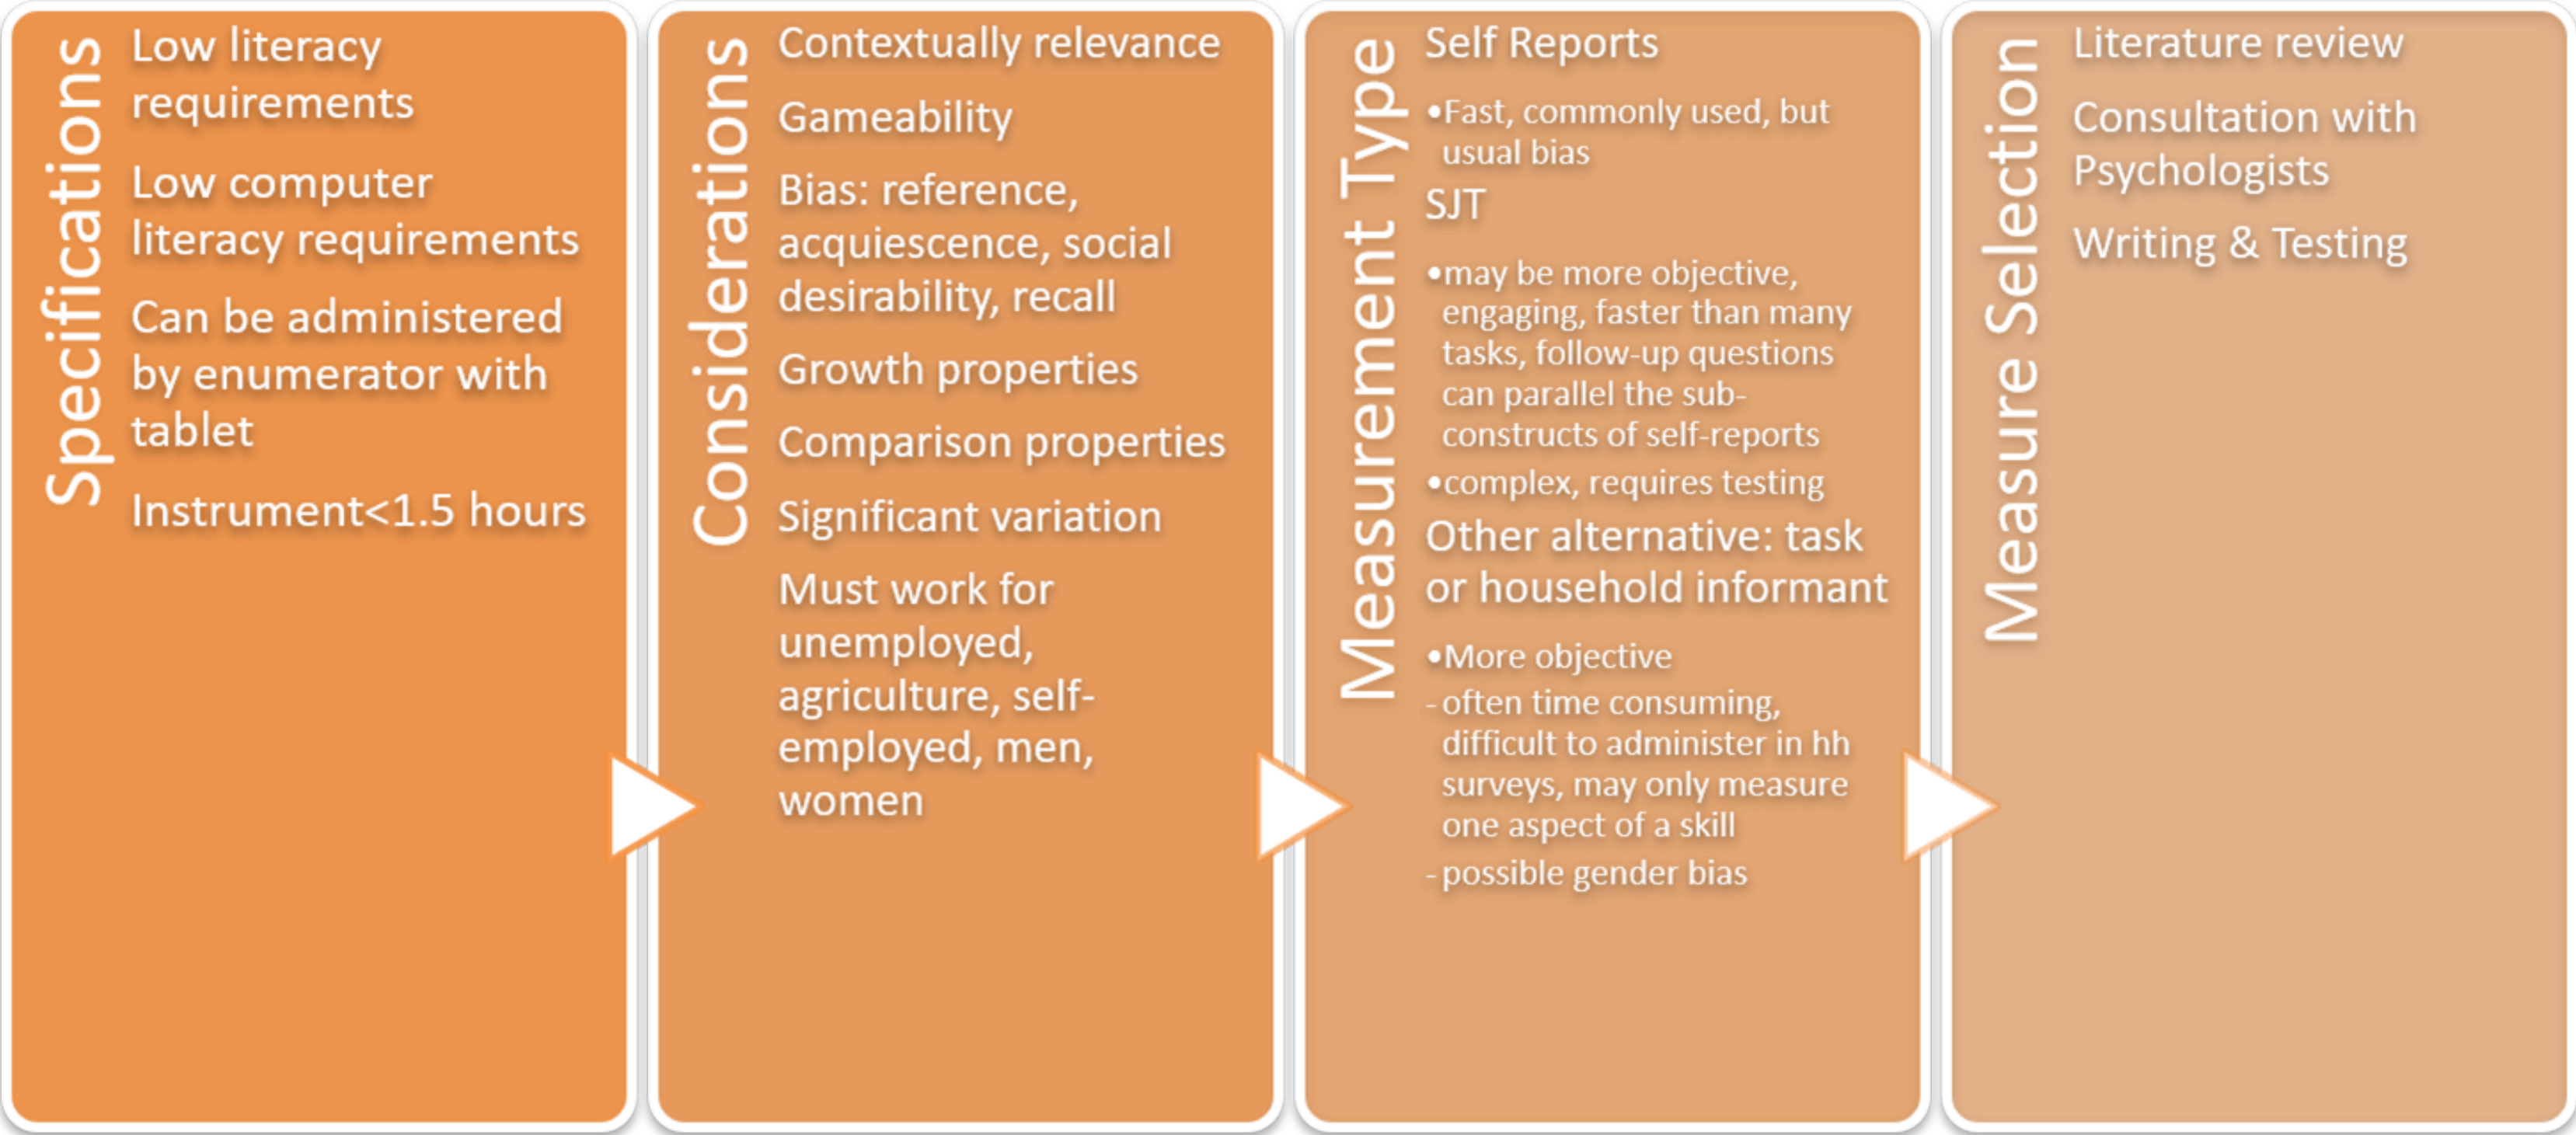 Specifications
Low literacy
requirements
Low computer
literacy requirements
Can be administered
by enumerator with
tablet
Instrument<1.5 hours
Considerations
Contextually relevance
Gameability
Bias: reference,
acquiescence, social
desirability, recall
Growth properties
Comparison properties
Significant variation
Must work for
unemployed,
agriculture, self-
employed, men,
women
Measurement Type
Self Reports
•Fast, commonly used, but
usual bias
SJT
•may be more objective,
engaging, faster than many
tasks, follow-up questions
can parallel the sub-
constructs of self-reports
•complex, requires testing
Other alternative: task
or household informant
•More objective
- often time consuming,
difficult to administer in hh
surveys, may only measure
one aspect of a skill
- possible gender bias
Measure Selection
Literature review
Consultation with
Psychologists
Writing & Testing